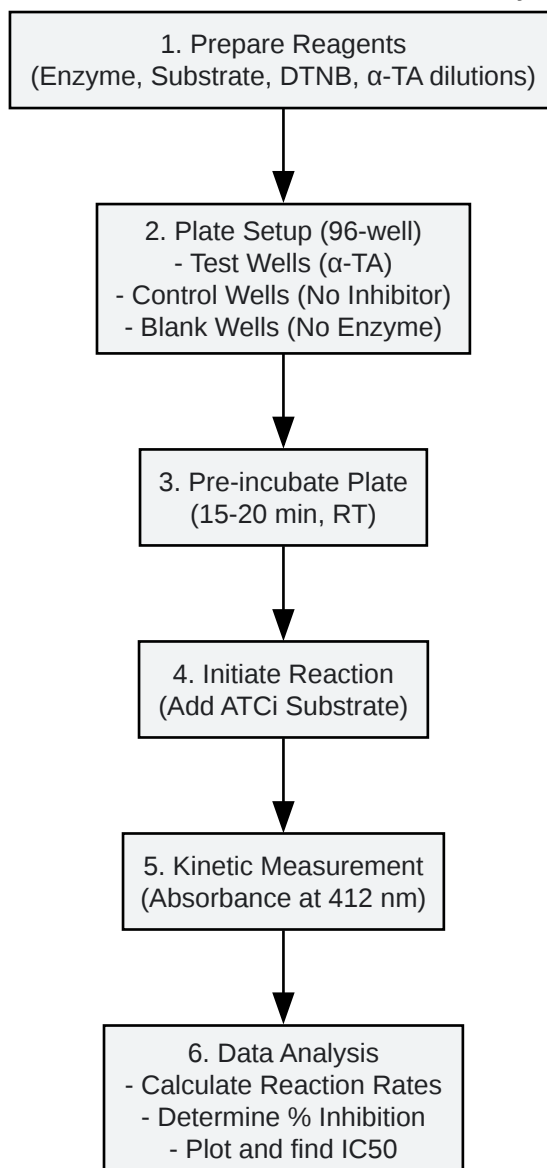 1. Prepare Reagents
(Enzyme, Substrate, DTNB, α-TA dilutions)
2. Plate Setup (96-well)
- Test Wells (α-TA)
- Control Wells (No Inhibitor)
- Blank Wells (No Enzyme)
3. Pre-incubate Plate
(15-20 min, RT)
4. Initiate Reaction
(Add ATCi Substrate)
5. Kinetic Measurement
(Absorbance at 412 nm)
6. Data Analysis
- Calculate Reaction Rates
- Determine % Inhibition
- Plot and find IC50